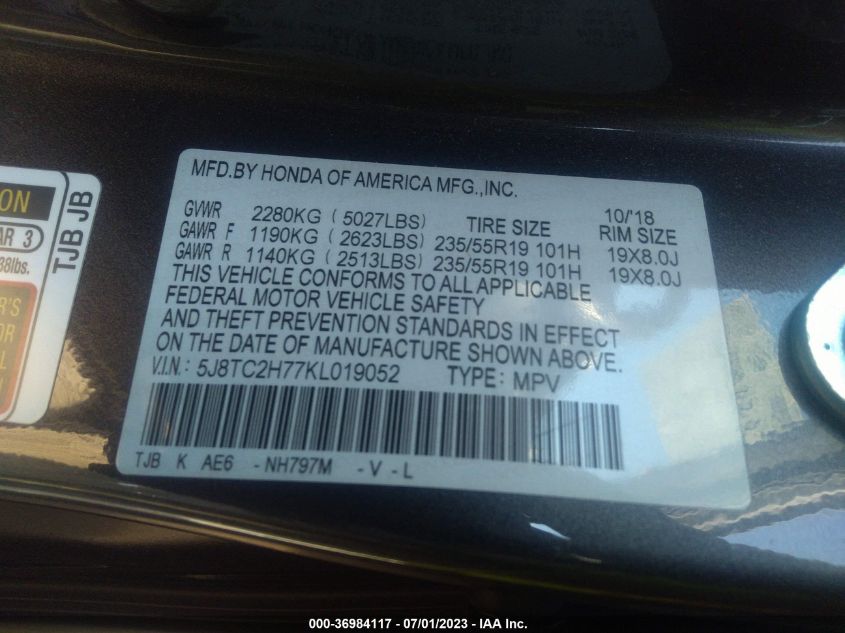 MFD.BY HONDA OF AMERICA MFG.,INC.
10/'18
GVWR 2280KG (5027LBS) TIRE SIZE RIM SIZE
GAWR F 1190KG (2623LBS) 235/55R19 101H 19X8.0J
GAWR R 1140KG (2513LBS) 235/55R19 101H 19X8.0J
THIS VEHICLE CONFORMS TO ALL APPLICABLE
FEDERAL MOTOR VEHICLE SAFETY
AND THEFT PREVENTION STANDARDS IN EFFECT
ON THE DATE OF MANUFACTURE SHOWN ABOVE.
V.I.N.: 5J8TC2H77KL019052 TYPE: MPV
TJB K AE6 -NH797M -V-L
TJB JB
3
38lbs.
000-36984117 - 07/01/2023 - IAA Inc.